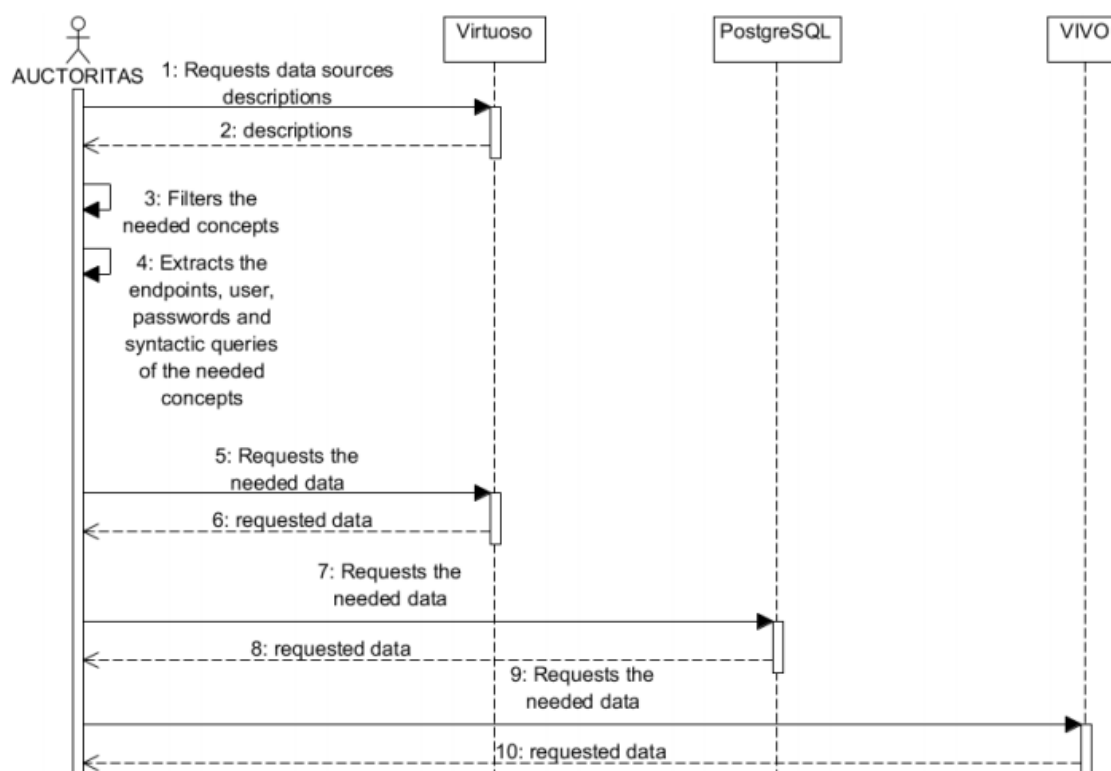 Virtuoso
PostgreSQL
VIVO
AUCTORITAS
1: Requests data sources
descriptions
2: descriptions
3: Filters the
needed concepts
4: Extracts the
endpoints, user,
passwords and
syntactic queries
of the needed
concepts
5: Requests the
needed data
6: requested data
7: Requests the
needed data
8: requested data
9: Requests the
needed data
10: requested data